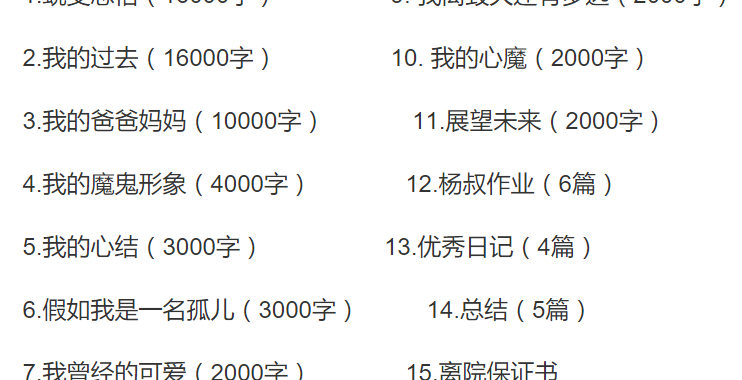 2.我的过去（16000字） 10. 我的心魔（2000字）
3.我的爸爸妈妈（10000字） 11.展望未来（2000字）
4.我的魔鬼形象（4000字） 12.杨叔作业（6篇）
5.我的心结（3000字） 13.优秀日记（4篇）
6.假如我是一名孤儿（3000字） 14.总结（5篇）
7.我曾经的可爱（2000字） 15.离院保证书